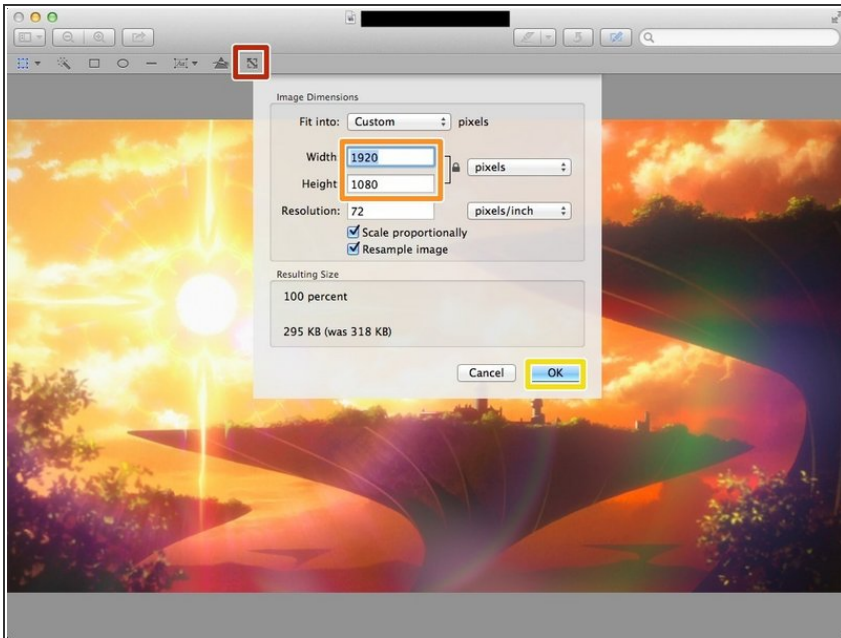 Image Dimensions
Fit into: Custom pixels
Width 1920
pixels
Height 1080
Resolution: 72 pixels/inch
Scale proportionally
Resample image
Resulting Size
100 percent
295 KB (was 318 KB)
Cancel OK